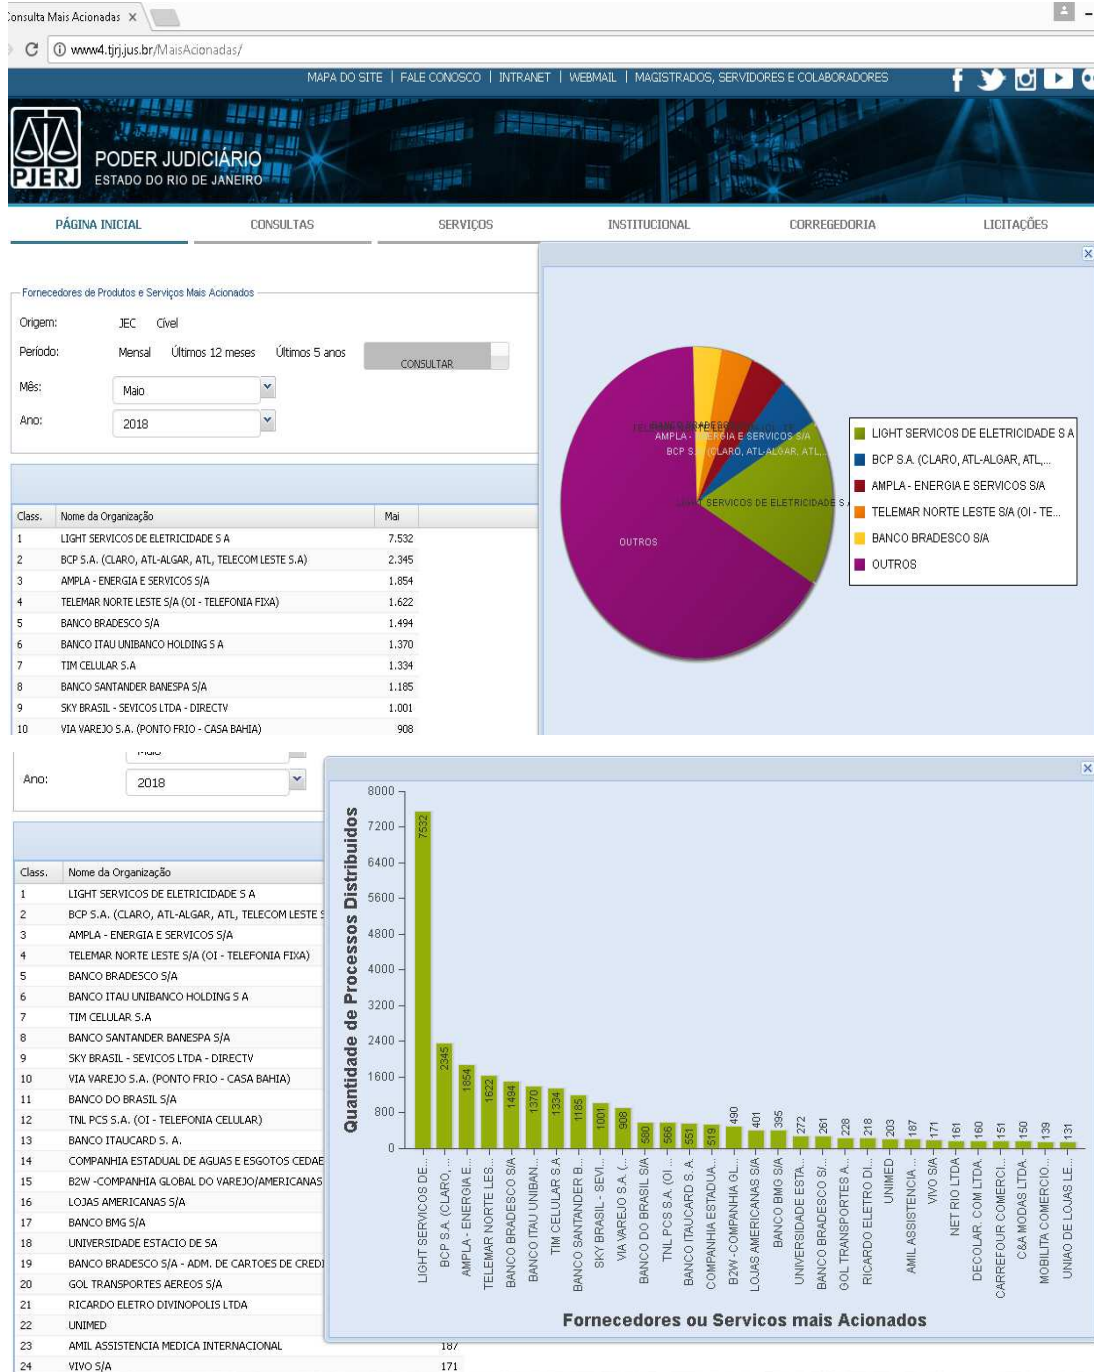 Consulta Mais Acionadas
www4.tjrj.jus.br/MaisAcionadas/
MAPA DO SITE | FALE CONOSCO | INTRANET | WEBMAIL | MAGISTRADOS, SERVIDORES E COLABORADORES
PJERJ
PODER JUDICIÁRIO
ESTADO DO RIO DE JANEIRO
PÁGINA INICIAL CONSULTAS SERVIÇOS INSTITUCIONAL CORREGEDORIA LICITAÇÕES
Fornecedores de Produtos e Serviços Mais Acionados
Origem: JEC Cível
Período: Mensal Últimos 12 meses Últimos 5 anos CONSULTAR
Mês: Maio
Ano: 2018
Class. Nome da Organização Mai
1 LIGHT SERVICOS DE ELETRICIDADE S A 7.532
2 BCP S.A. (CLARO, ATL-ALGAR, ATL, TELECOM LESTE S.A) 2.345
3 AMPLA - ENERGIA E SERVICOS S/A 1.854
4 TELEMAR NORTE LESTE S/A (OI - TELEFONIA FIXA) 1.622
5 BANCO BRADESCO S/A 1.494
6 BANCO ITAU UNIBANCO HOLDING S A 1.370
7 TIM CELULAR S.A 1.334
8 BANCO SANTANDER BANESPA S/A 1.185
9 SKY BRASIL - SEVICOS LTDA - DIRECTV 1.001
10 VIA VAREJO S.A. (PONTO FRIO - CASA BAHIA) 908
AMPLA - ENERGIA E SERVICOS S/A
BCP S.A. (CLARO, ATL-ALGAR, ATL,...
LIGHT SERVICOS DE ELETRICIDADE S A
OUTROS
LIGHT SERVICOS DE ELETRICIDADE S A
BCP S.A. (CLARO, ATL-ALGAR, ATL,...
AMPLA - ENERGIA E SERVICOS S/A
TELEMAR NORTE LESTE S/A (OI - TE...
BANCO BRADESCO S/A
OUTROS
Ano: 2018
Class. Nome da Organização
1 LIGHT SERVICOS DE ELETRICIDADE S A
2 BCP S.A. (CLARO, ATL-ALGAR, ATL, TELECOM LESTE S
3 AMPLA - ENERGIA E SERVICOS S/A
4 TELEMAR NORTE LESTE S/A (OI - TELEFONIA FIXA)
5 BANCO BRADESCO S/A
6 BANCO ITAU UNIBANCO HOLDING S A
7 TIM CELULAR S.A
8 BANCO SANTANDER BANESPA S/A
9 SKY BRASIL - SEVICOS LTDA - DIRECTV
10 VIA VAREJO S.A. (PONTO FRIO - CASA BAHIA)
11 BANCO DO BRASIL S/A
12 TNL PCS S.A. (OI - TELEFONIA CELULAR)
13 BANCO ITAUCARD S. A.
14 COMPANHIA ESTADUAL DE AGUAS E ESGOTOS CEDAE
15 B2W -COMPANHIA GLOBAL DO VAREJO/AMERICANAS
16 LOJAS AMERICANAS S/A
17 BANCO BMG S/A
18 UNIVERSIDADE ESTACIO DE SA
19 BANCO BRADESCO S/A - ADM. DE CARTOES DE CREDI
20 GOL TRANSPORTES AEREOS S/A
21 RICARDO ELETRO DIVINOPOLIS LTDA
22 UNIMED
23 AMIL ASSISTENCIA MEDICA INTERNACIONAL 187
24 VIVO S/A 171
Quantidade de Processos Distribuidos
8000
7200
6400
5600
4800
4000
3200
2400
1600
800
0
7532 2345 1854 1622 1494 1370 1334 1185 1001 908 580 566 551 519 490 401 395 272 261 228 218 203 187 171 161 160 151 150 139 131
LIGHT SERVICOS DE...
BCP S.A. (CLARO, ...
AMPLA - ENERGIA E...
TELEMAR NORTE LES...
BANCO BRADESCO S/A
BANCO ITAU UNIBAN...
TIM CELULAR S.A
BANCO SANTANDER B...
SKY BRASIL - SEVI...
VIA VAREJO S.A. (...
BANCO DO BRASIL S/A
TNL PCS S.A. (OI ...
BANCO ITAUCARD S. A.
COMPANHIA ESTADUA...
B2W -COMPANHIA GL...
LOJAS AMERICANAS S/A
BANCO BMG S/A
UNIVERSIDADE ESTA...
BANCO BRADESCO S/...
GOL TRANSPORTES A...
RICARDO ELETRO DI...
UNIMED
AMIL ASSISTENCIA ...
VIVO S/A
NET RIO LTDA
DECOLAR. COM LTDA.
CARREFOUR COMERCI...
C&A MODAS LTDA.
MOBILITA COMERCIO...
UNIAO DE LOJAS LE...
Fornecedores ou Servicos mais Acionados